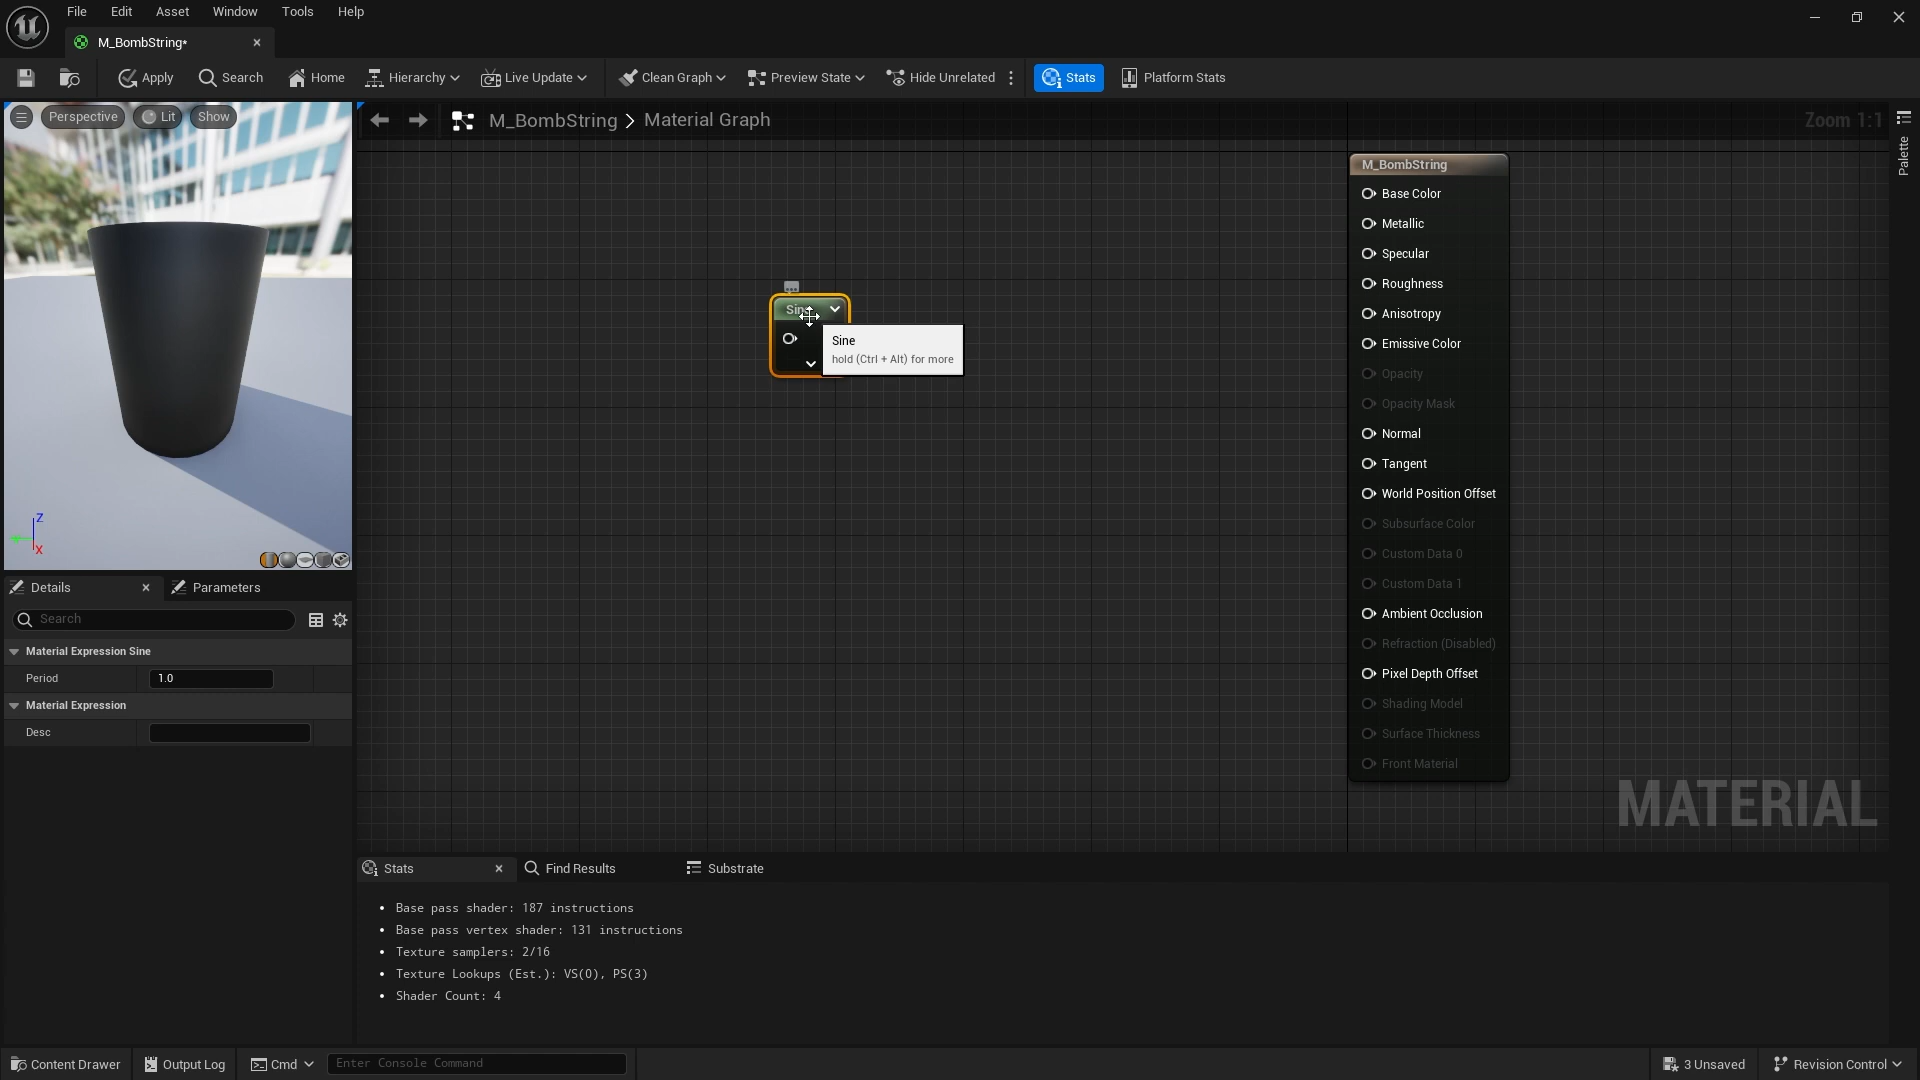 File Edit Asset Window Tools Help
M_BombString*
Apply Search Home Hierarchy Live Update Clean Graph Preview State Hide Unrelated Stats Platform Stats
Perspective Lit Show
M_BombString > Material Graph
Zoom 1:1
Palette
M_BombString
Base Color
Metallic
Specular
Roughness
Anisotropy
Emissive Color
Opacity
Opacity Mask
Normal
Tangent
World Position Offset
Subsurface Color
Custom Data 0
Custom Data 1
Ambient Occlusion
Refraction (Disabled)
Pixel Depth Offset
Shading Model
Surface Thickness
Front Material
Sine
hold (Ctrl + Alt) for more
MATERIAL
Z
X
Details Parameters
Search
Material Expression Sine
Period 1.0
Material Expression
Desc
Stats Find Results Substrate
• Base pass shader: 187 instructions
• Base pass vertex shader: 131 instructions
• Texture samplers: 2/16
• Texture Lookups (Est.): VS(0), PS(3)
• Shader Count: 4
Content Drawer Output Log Cmd Enter Console Command 3 Unsaved Revision Control